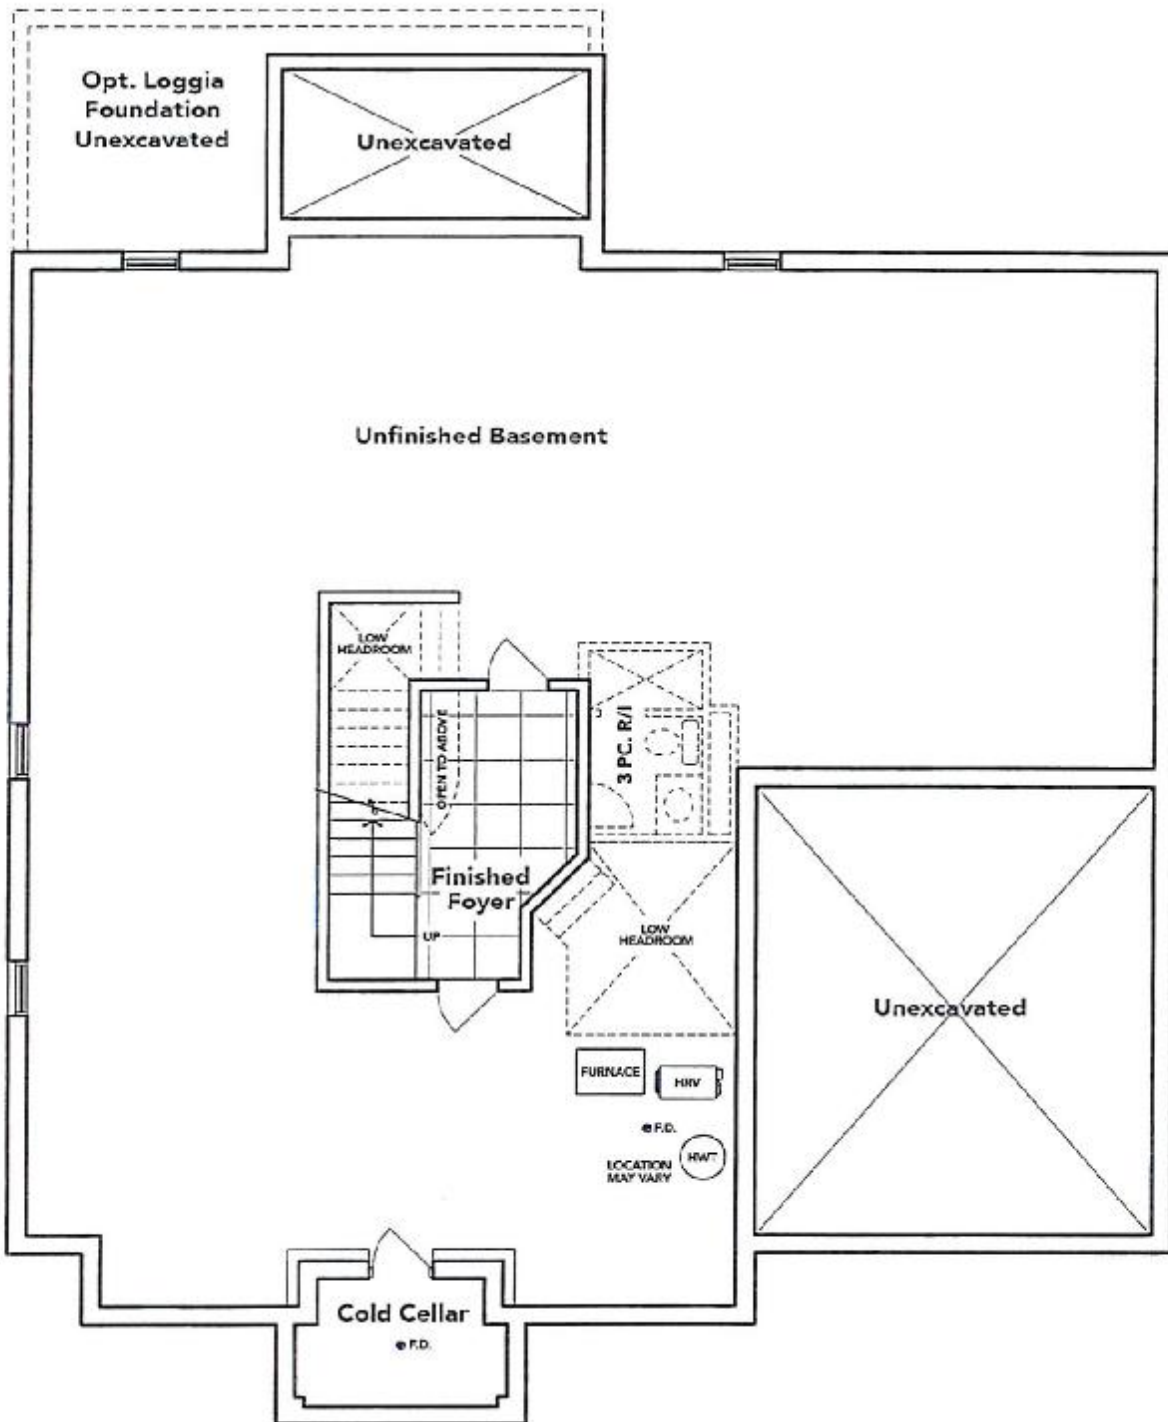 Opt. Loggia
Foundation
Unexcavated
Unexcavated
Unfinished Basement
LOW
HEADROOM
OPEN TO ABOVE
3 PC. R/I
Finished
Foyer
UP
LOW
HEADROOM
Unexcavated
FURNACE
HRV
F.D.
HWT
LOCATION
MAY VARY
Cold Cellar
F.D.